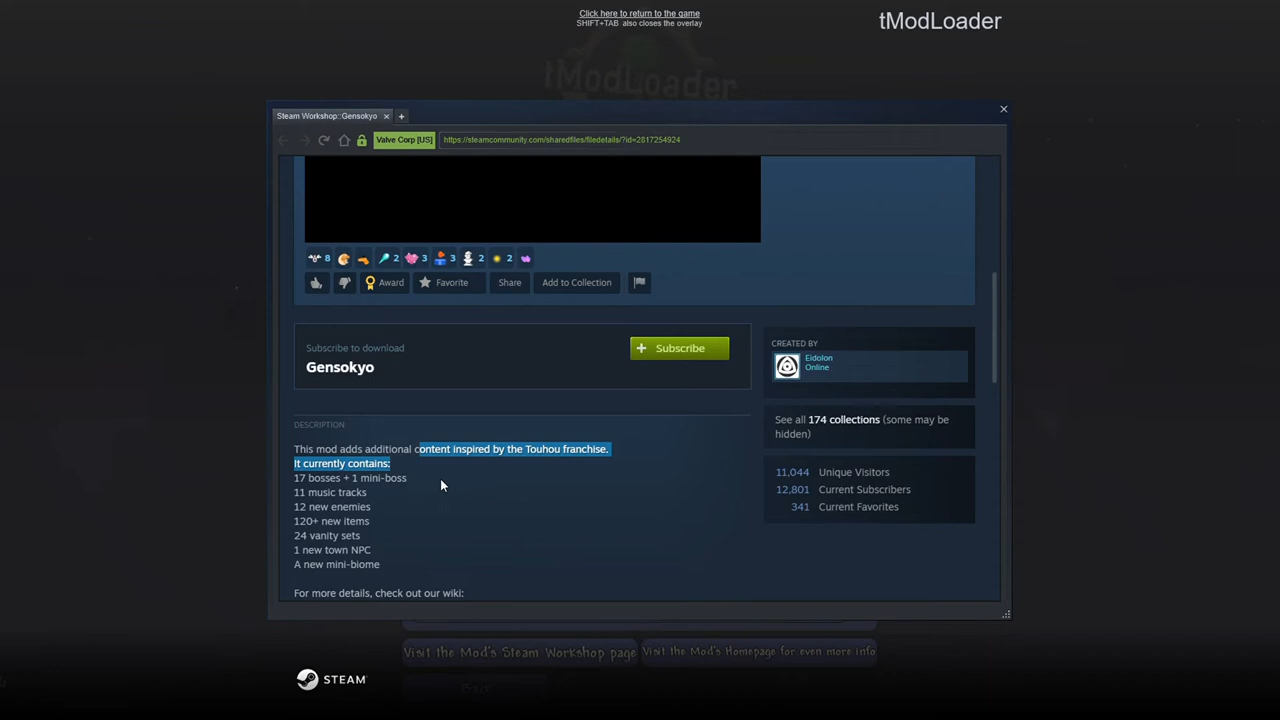 Click here to return to the game
SHIFT+TAB also closes the overlay
tModLoader
tModLoader
Steam Workshop::Gensokyo
Valve Corp [US]
https://steamcommunity.com/sharedfiles/filedetails/?id=2817254924
8
2
3
3
2
2
Award
Favorite
Share
Add to Collection
Subscribe to download
Gensokyo
Subscribe
CREATED BY
Eidolon
Online
See all 174 collections (some may be
hidden)
11,044 Unique Visitors
12,801 Current Subscribers
341 Current Favorites
DESCRIPTION
This mod adds additional content inspired by the Touhou franchise.
It currently contains:
17 bosses + 1 mini-boss
11 music tracks
12 new enemies
120+ new items
24 vanity sets
1 new town NPC
A new mini-biome
For more details, check out our wiki:
Visit the Mod's Steam Workshop page
Visit the Mod's Homepage for even more info
STEAM